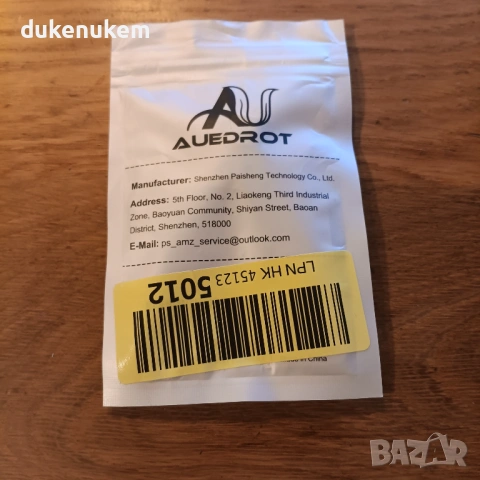 dukenukem
AU
AUEDROT
Manufacturer: Shenzhen Paisheng Technology Co., Ltd.
Address: 5th Floor, No. 2, Liaokeng Third Industrial
Zone, Baoyuan Community, Shiyan Street, Baoan
District, Shenzhen, 518000
E-Mail: ps_amz_service@outlook.com
LPN HK 45123 5012
in China
BAZAR